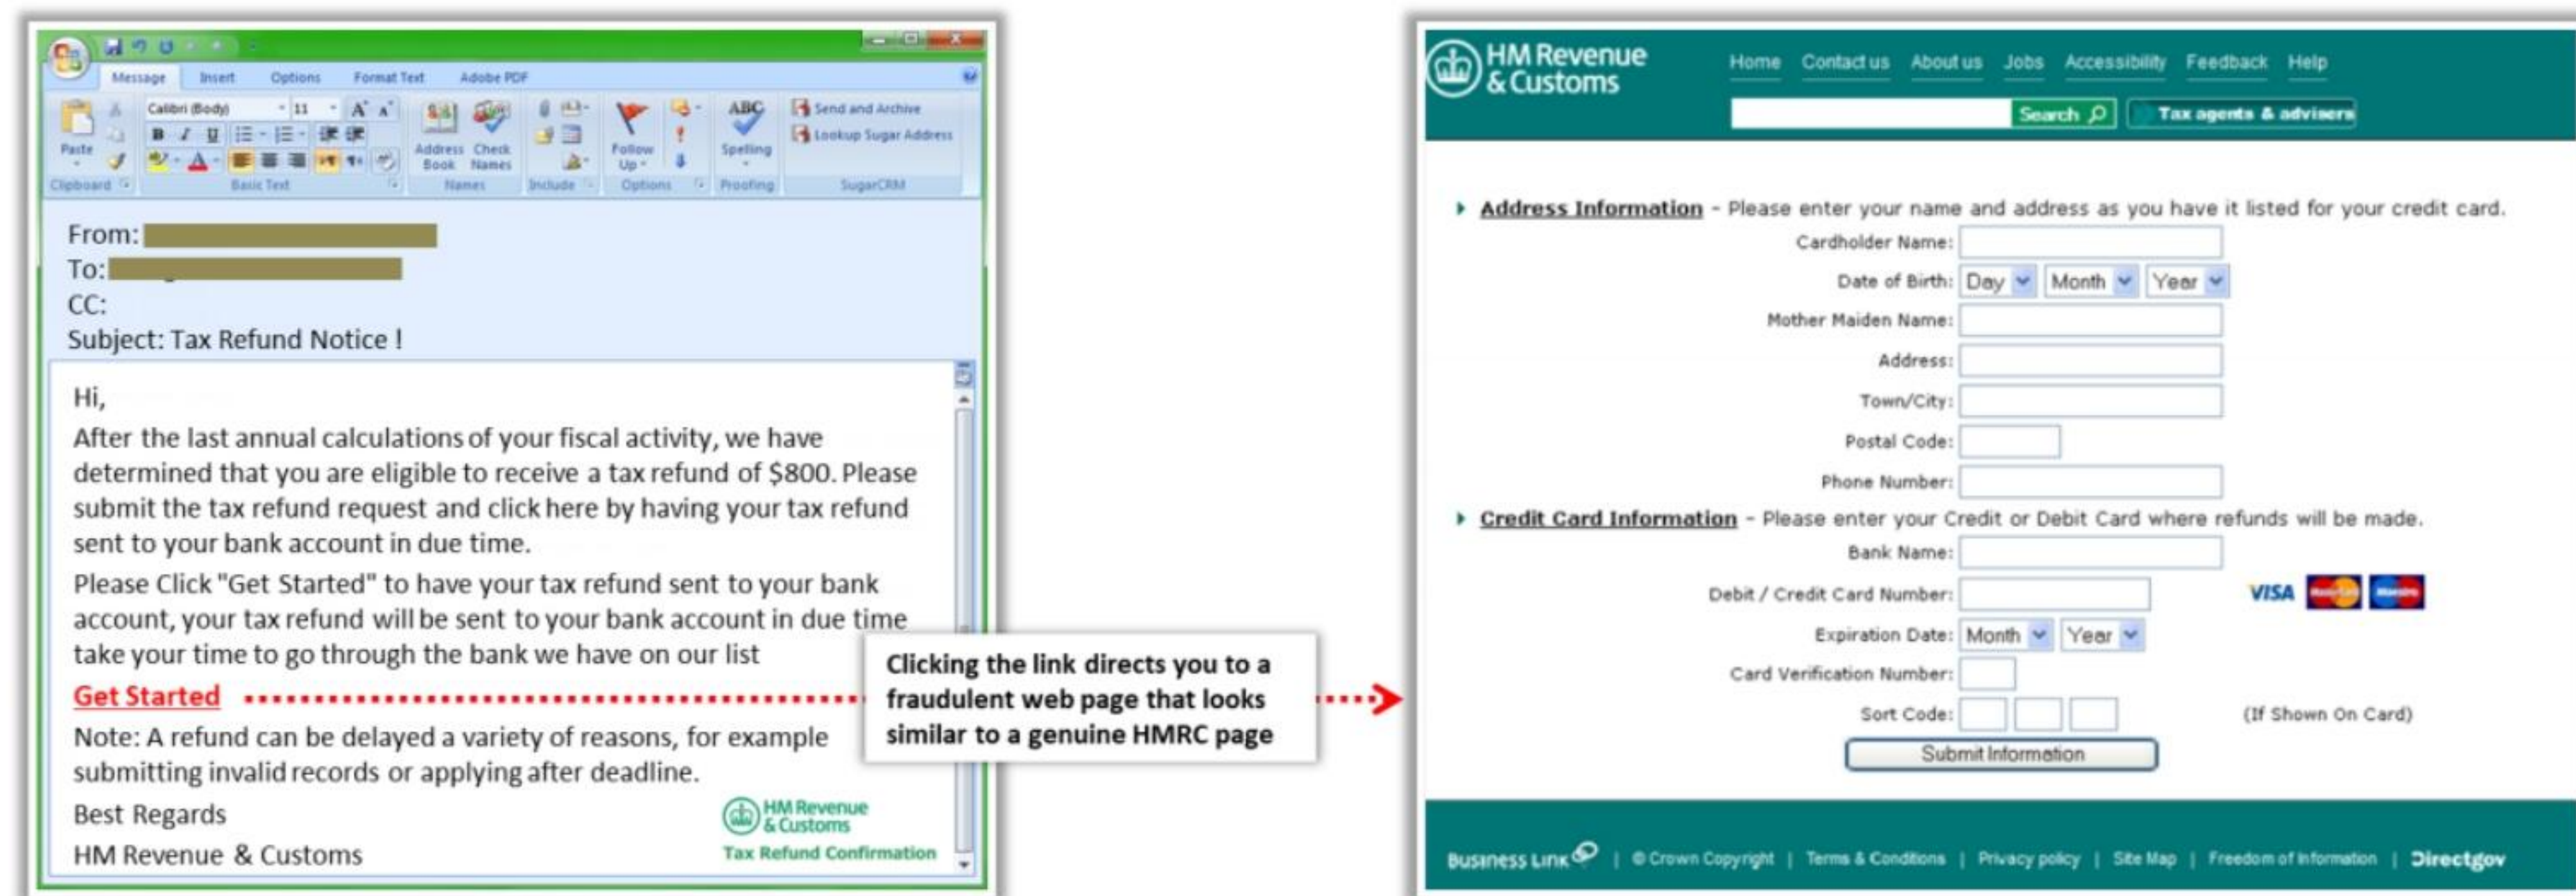 Message Insert Options Format Text Adobe PDF
Calibri (Body) 11 A A ABC Send and Archive
B I U Lookup Sugar Address
Paste A Address Book Check Names Follow Up Spelling
Clipboard Basic Text Names Include Options Proofing SugarCRM
From:
To:
CC:
Subject: Tax Refund Notice !
Hi,
After the last annual calculations of your fiscal activity, we have
determined that you are eligible to receive a tax refund of $800. Please
submit the tax refund request and click here by having your tax refund
sent to your bank account in due time.
Please Click "Get Started" to have your tax refund sent to your bank
account, your tax refund will be sent to your bank account in due time
take your time to go through the bank we have on our list
Get Started
Note: A refund can be delayed a variety of reasons, for example
submitting invalid records or applying after deadline.
Best Regards
HM Revenue & Customs
HM Revenue
& Customs
Tax Refund Confirmation
Clicking the link directs you to a
fraudulent web page that looks
similar to a genuine HMRC page
HM Revenue
& Customs
Home Contact us About us Jobs Accessibility Feedback Help
Search Tax agents & advisers
Address Information - Please enter your name and address as you have it listed for your credit card.
Cardholder Name:
Date of Birth: Day Month Year
Mother Maiden Name:
Address:
Town/City:
Postal Code:
Phone Number:
Credit Card Information - Please enter your Credit or Debit Card where refunds will be made.
Bank Name:
Debit / Credit Card Number: VISA MasterCard Maestro
Expiration Date: Month Year
Card Verification Number:
Sort Code: (If Shown On Card)
Submit Information
Business Link | © Crown Copyright | Terms & Conditions | Privacy policy | Site Map | Freedom of Information | Directgov